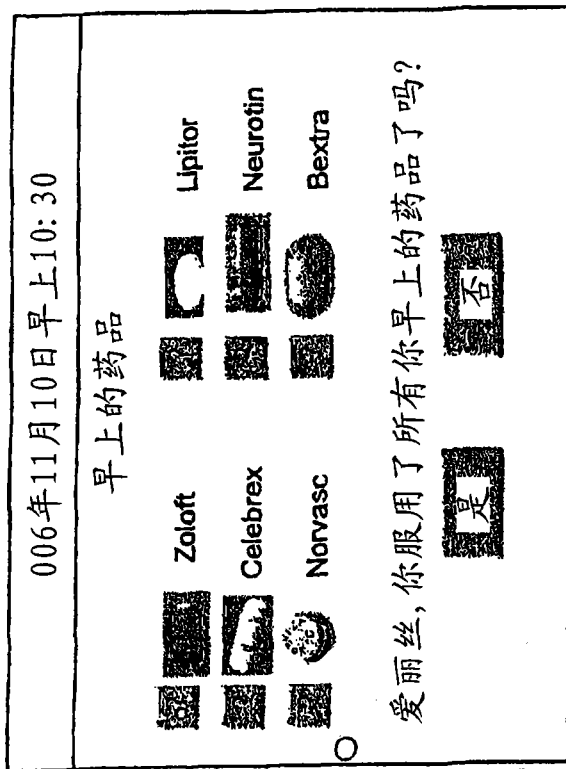 006年11月10日早上10:30
早上的药品
Zoloft Lipitor
Celebrex Neurotin
Norvasc Bextra
爱丽丝,你服用了所有你早上的药品了吗?
是 否